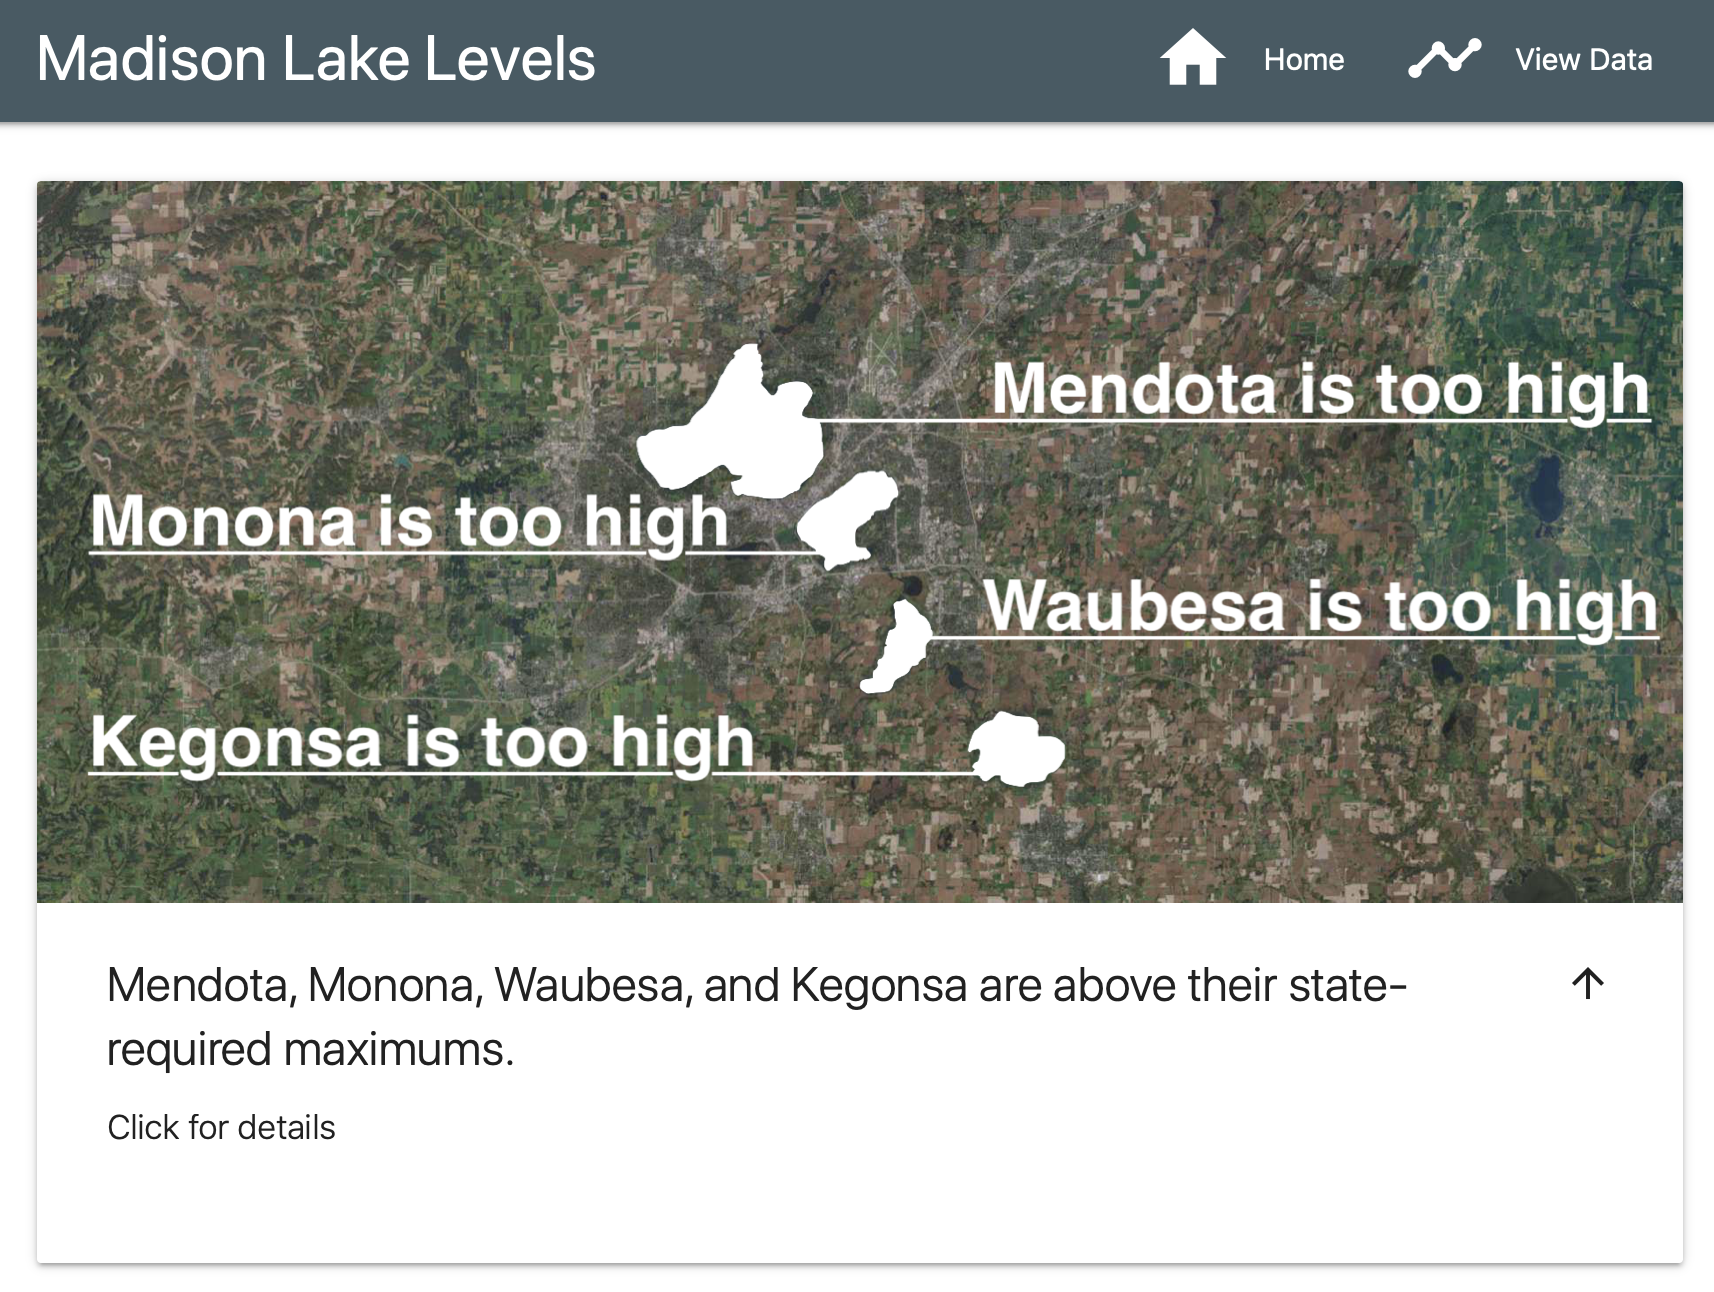 Madison Lake Levels
Home
View Data
Mendota is too high
Monona is too high
Waubesa is too high
Kegonsa is too high
Mendota, Monona, Waubesa, and Kegonsa are above their state-
required maximums.
Click for details